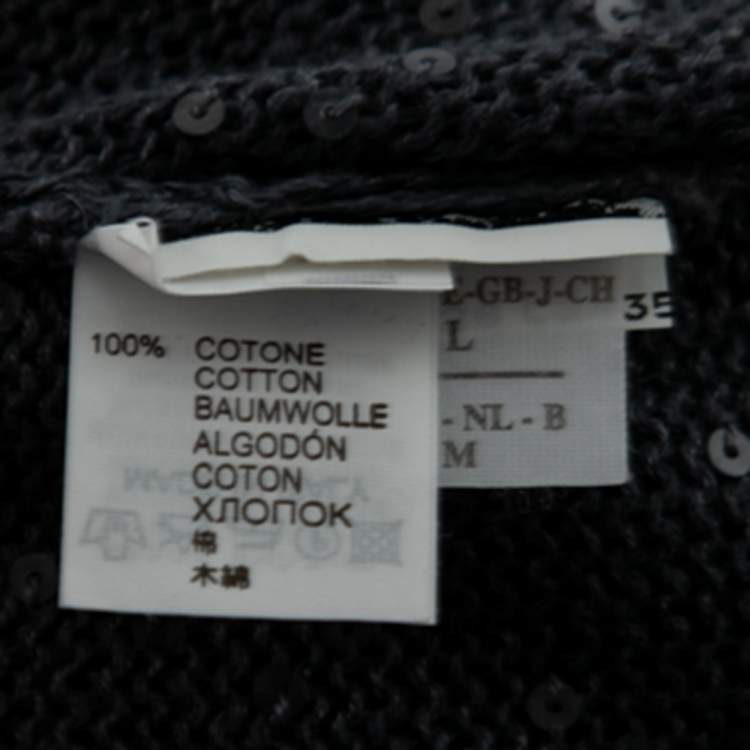 100% COTONE
COTTON
BAUMWOLLE
ALGODÓN
COTON
ХЛОПОК
棉
木綿
E-GB-J-CH
L
- NL - B
M
35